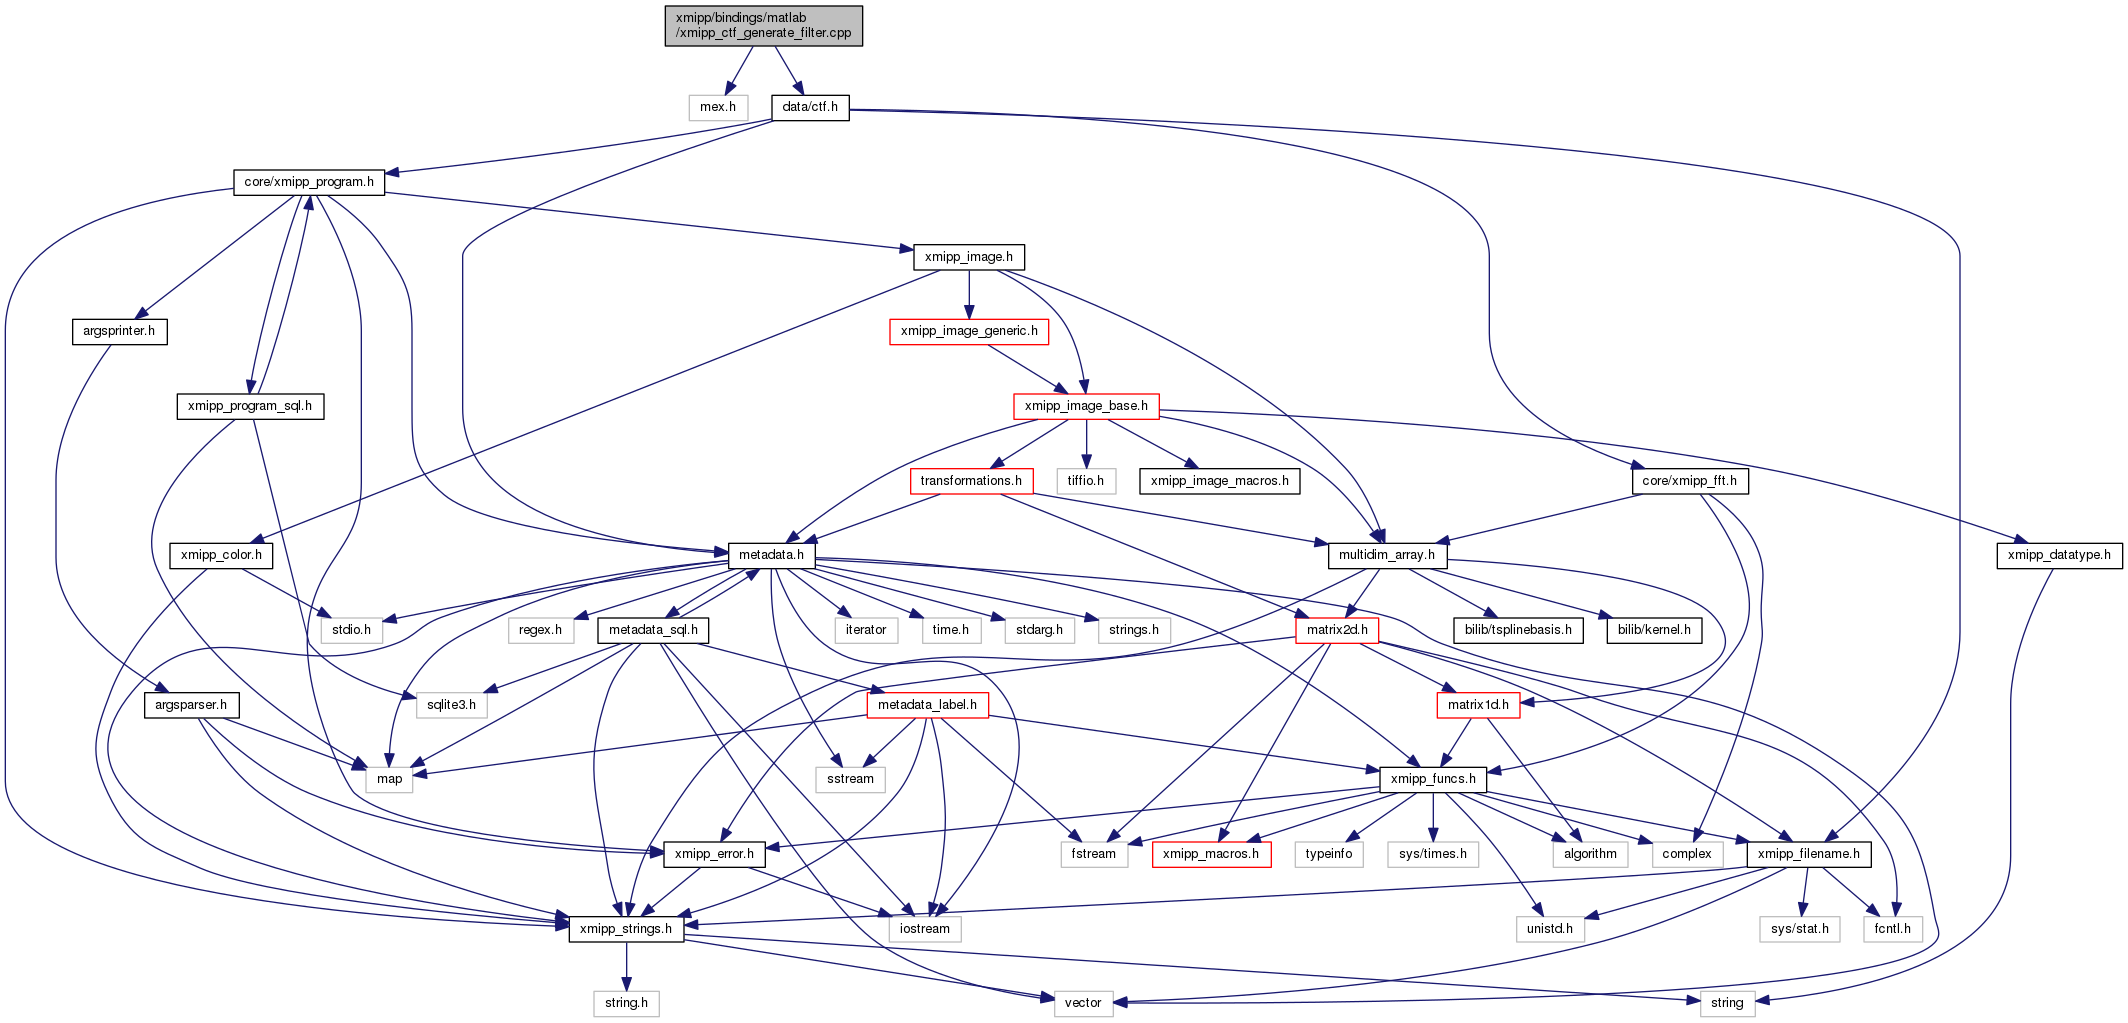 xmipp/bindings/matlab
/xmipp_ctf_generate_filter.cpp
mex.h
data/ctf.h
core/xmipp_program.h
xmipp_image.h
argsprinter.h
xmipp_image_generic.h
xmipp_program_sql.h
xmipp_image_base.h
transformations.h
tiffio.h
xmipp_image_macros.h
core/xmipp_fft.h
xmipp_color.h
metadata.h
multidim_array.h
xmipp_datatype.h
stdio.h
regex.h
metadata_sql.h
iterator
time.h
stdarg.h
strings.h
matrix2d.h
bilib/tsplinebasis.h
bilib/kernel.h
argsparser.h
sqlite3.h
metadata_label.h
matrix1d.h
map
sstream
xmipp_funcs.h
xmipp_error.h
fstream
xmipp_macros.h
typeinfo
sys/times.h
algorithm
complex
xmipp_filename.h
xmipp_strings.h
iostream
unistd.h
sys/stat.h
fcntl.h
string.h
vector
string